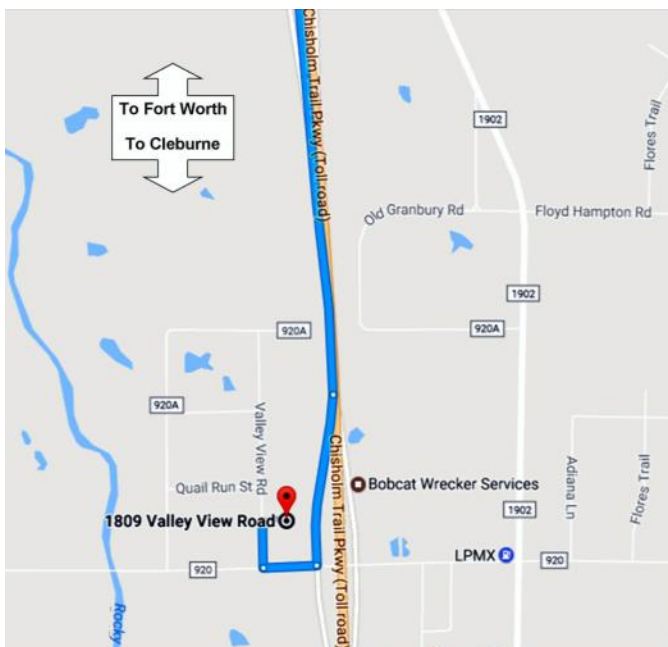 Chisholm Trail Pkwy (Toll road)
To Fort Worth
To Cleburne
1902
Flores Trail
Old Granbury Rd
Floyd Hampton Rd
1902
920A
920A
920A
Valley View Rd
Chisholm Trail Pkwy (Toll road)
Quail Run St
Bobcat Wrecker Services
Adiana Ln
Flores Trail
1902
1809 Valley View Road
LPMX
920
920
Rocky